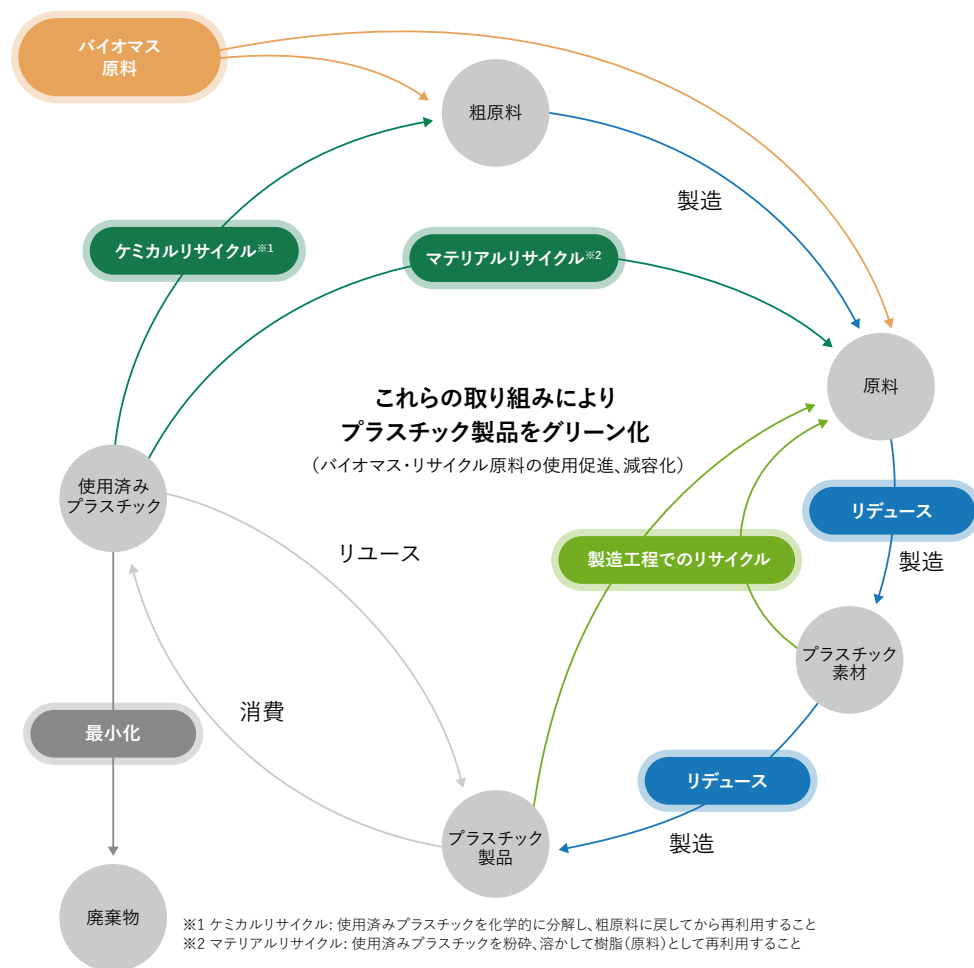 バイオマス
原料
粗原料
製造
ケミカルリサイクル※1
マテリアルリサイクル※2
原料
これらの取り組みにより
プラスチック製品をグリーン化
（バイオマス・リサイクル原料の使用促進、減容化）
使用済み
プラスチック
リデュース
リユース
製造工程でのリサイクル
製造
プラスチック
素材
消費
最小化
リデュース
プラスチック
製品
製造
廃棄物
※1 ケミカルリサイクル: 使用済みプラスチックを化学的に分解し、粗原料に戻してから再利用すること
※2 マテリアルリサイクル: 使用済みプラスチックを粉砕、溶かして樹脂（原料）として再利用すること